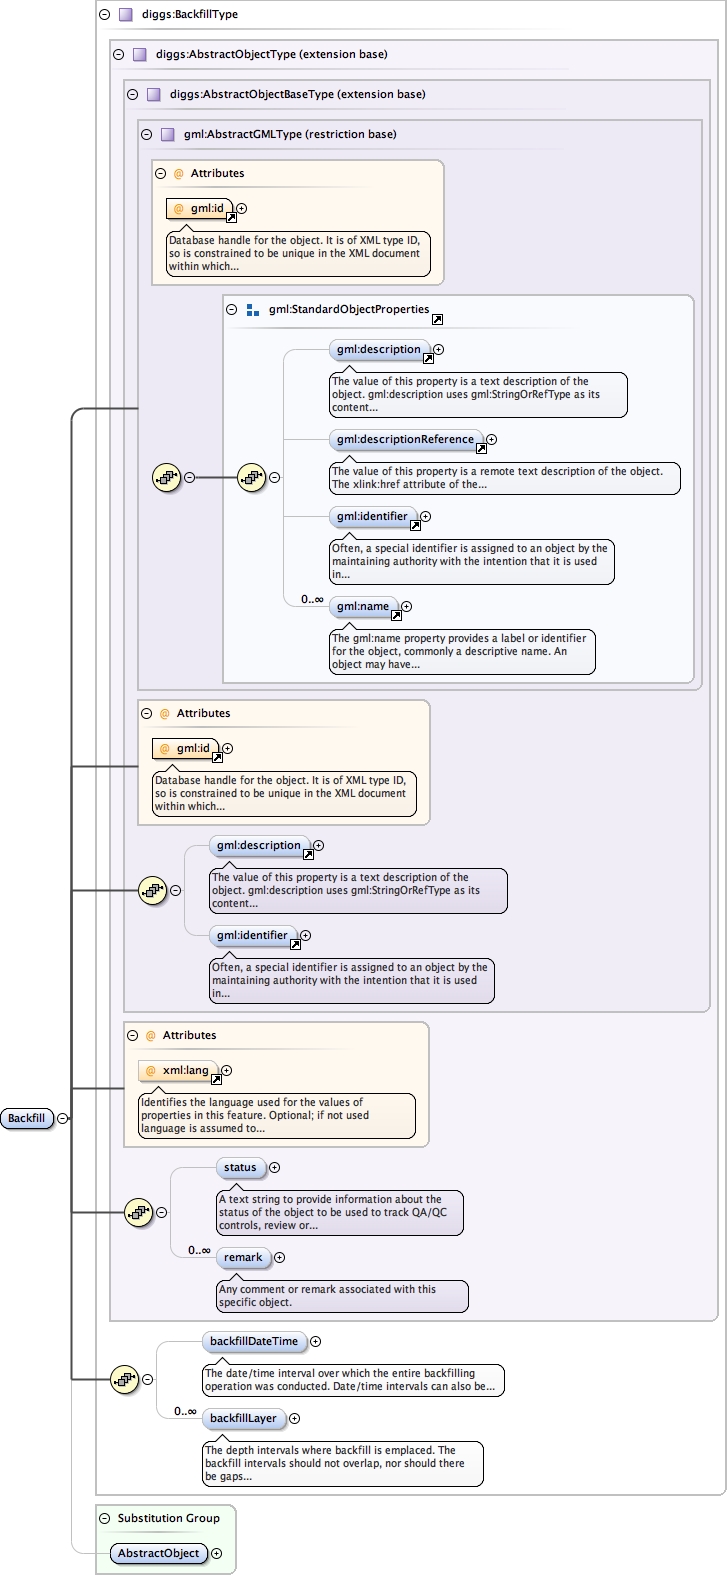 diggs:BackfillType
diggs:AbstractObjectType (extension base)
diggs:AbstractObjectBaseType (extension base)
gml:AbstractGMLType (restriction base)
@ Attributes
@ gml:id
Database handle for the object. It is of XML type ID,
so is constrained to be unique in the XML document
within which...
gml:StandardObjectProperties
gml:description
The value of this property is a text description of the
object. gml:description uses gml:StringOrRefType as its
content...
gml:descriptionReference
The value of this property is a remote text description of the object.
The xlink:href attribute of the...
gml:identifier
Often, a special identifier is assigned to an object by the
maintaining authority with the intention that it is used
in...
0..∞
gml:name
The gml:name property provides a label or identifier
for the object, commonly a descriptive name. An
object may have...
@ Attributes
@ gml:id
Database handle for the object. It is of XML type ID,
so is constrained to be unique in the XML document
within which...
gml:description
The value of this property is a text description of the
object. gml:description uses gml:StringOrRefType as its
content...
gml:identifier
Often, a special identifier is assigned to an object by the
maintaining authority with the intention that it is used
in...
@ Attributes
@ xml:lang
Identifies the language used for the values of
properties in this feature. Optional; if not used
language is assumed to...
Backfill
status
A text string to provide information about the
status of the object to be used to track QA/QC
controls, review or...
0..∞
remark
Any comment or remark associated with this
specific object.
backfillDateTime
The date/time interval over which the entire backfilling
operation was conducted. Date/time intervals can also be...
0..∞
backfillLayer
The depth intervals where backfill is emplaced. The
backfill intervals should not overlap, nor should there
be gaps...
Substitution Group
AbstractObject